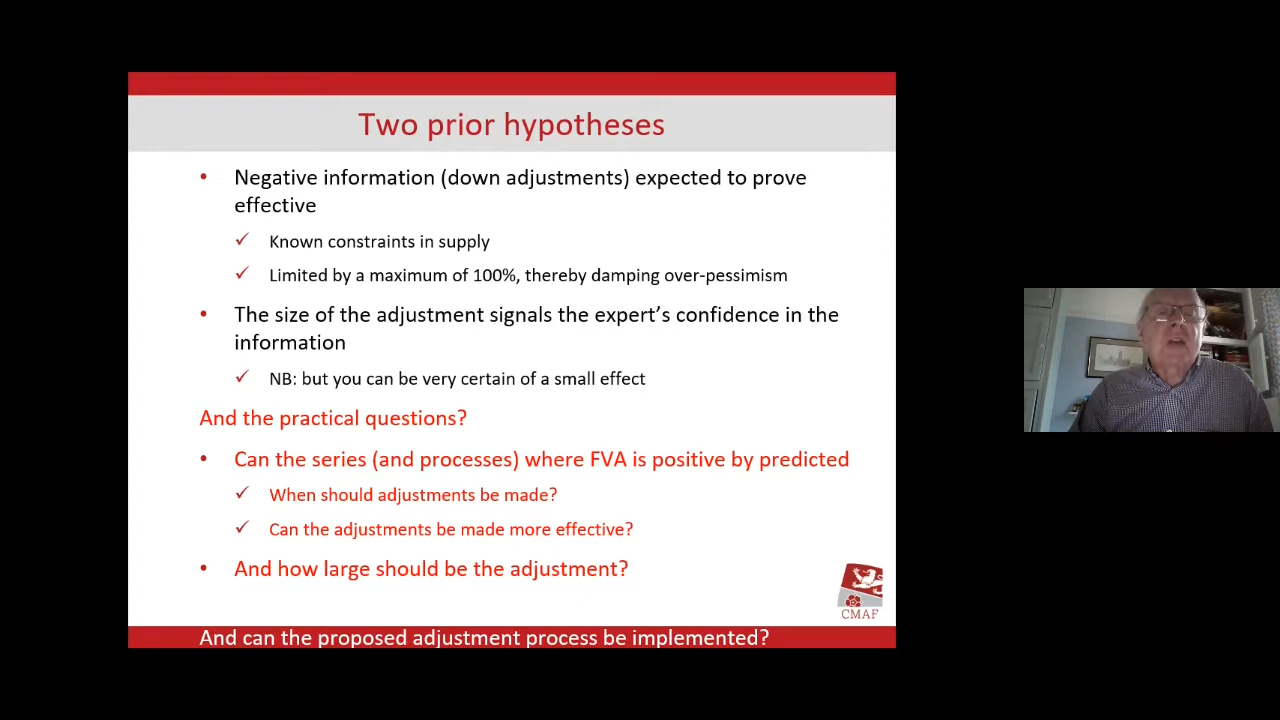 Two prior hypotheses
• Negative information (down adjustments) expected to prove
effective
✓ Known constraints in supply
✓ Limited by a maximum of 100%, thereby damping over-pessimism
• The size of the adjustment signals the expert's confidence in the
information
✓ NB: but you can be very certain of a small effect
And the practical questions?
• Can the series (and processes) where FVA is positive by predicted
✓ When should adjustments be made?
✓ Can the adjustments be made more effective?
• And how large should be the adjustment?
CMAF
And can the proposed adjustment process be implemented?